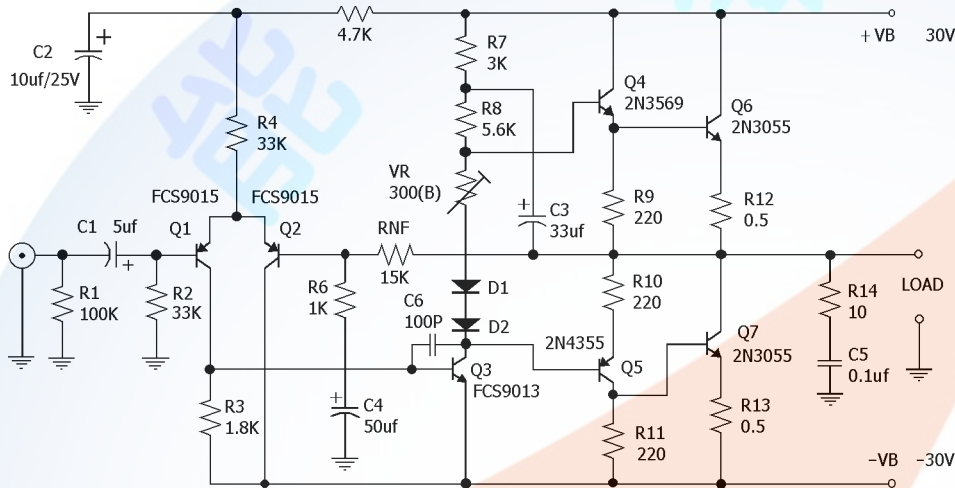 4.7K
+ VB 30V
C2
10uf/25V
+
R7
3K
Q4
2N3569
R8
5.6K
Q6
2N3055
R4
33K
VR
300(B)
FCS9015
FCS9015
C1
5uf
+
Q1
Q2
RNF
15K
+
C3
33uf
R9
220
R12
0.5
R1
100K
R2
33K
R6
1K
C6
100P
D1
D2
R10
220
R14
10
LOAD
2N4355
Q5
Q7
2N3055
Q3
FCS9013
C5
0.1uf
R3
1.8K
+
C4
50uf
R11
220
R13
0.5
−VB −30V